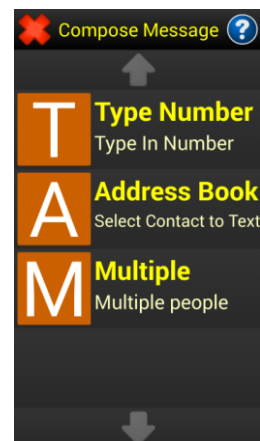 Compose Message ?
T
Type Number
Type In Number
A
Address Book
Select Contact to Text
M
Multiple
Multiple people